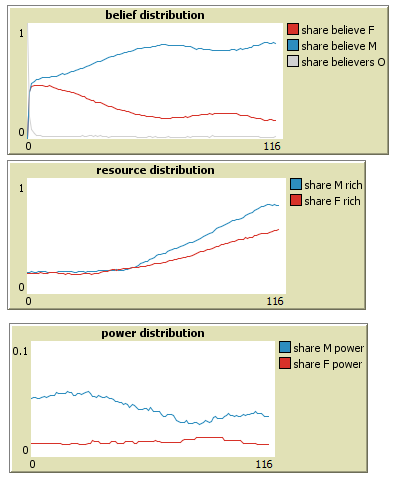 belief distribution
1
0
0
116
share believe F
share believe M
share believers O
resource distribution
1
0
0
116
share M rich
share F rich
power distribution
0.1
0
0
116
share M power
share F power